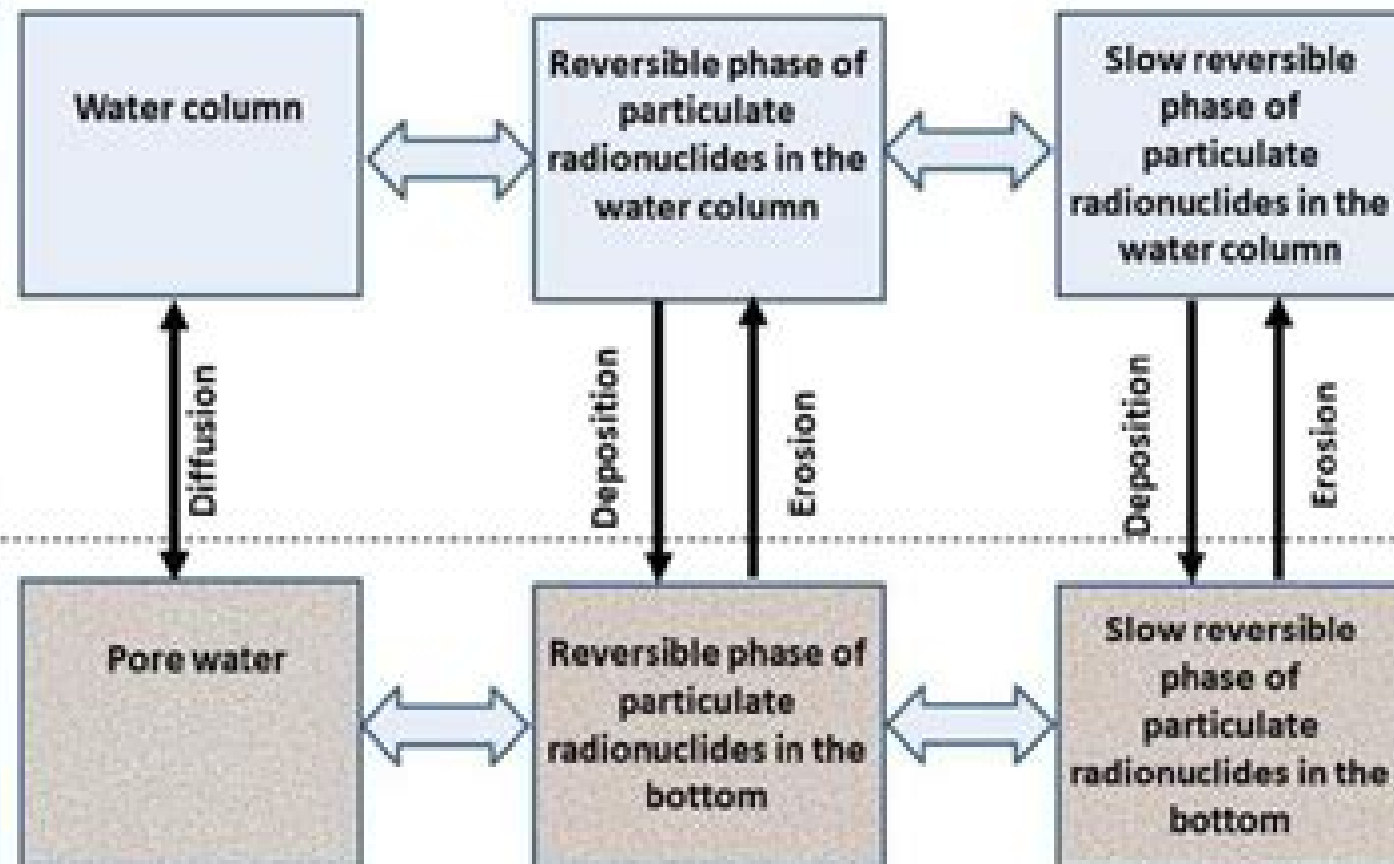 Water column
Reversible phase of
particulate
radionuclides in the
water column
Slow reversible
phase of
particulate
radionuclides in the
water column
Diffusion
Deposition
Erosion
Deposition
Erosion
Pore water
Reversible phase of
particulate
radionuclides in the
bottom
Slow reversible
phase of
particulate
radionuclides in the
bottom